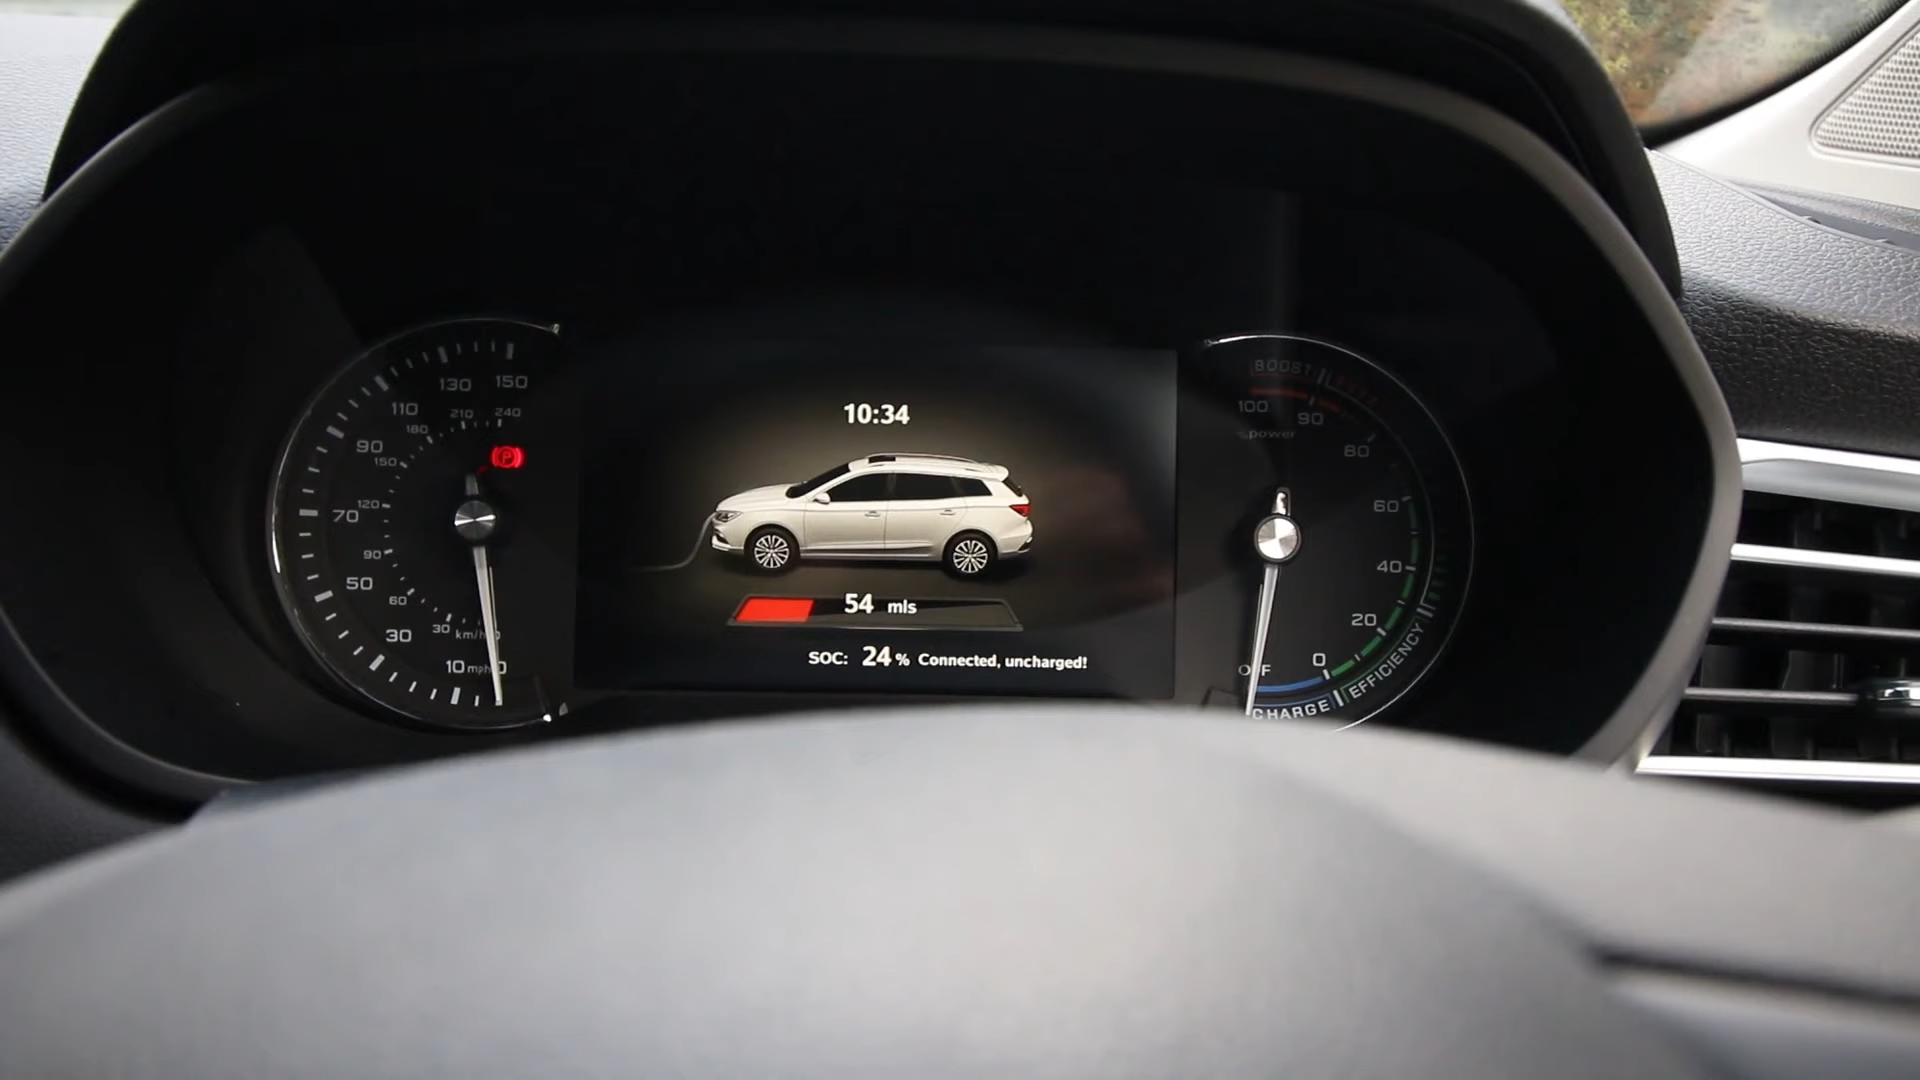 130 150
110 210 240
180
90
150
120
70
90
50
60
30 30 km/h
10 mph 0
P
10:34
54 mls
SOC: 24 % Connected, uncharged!
BOOST
100 90
%power
80
60
40
20
0
CHARGE EFFICIENCY